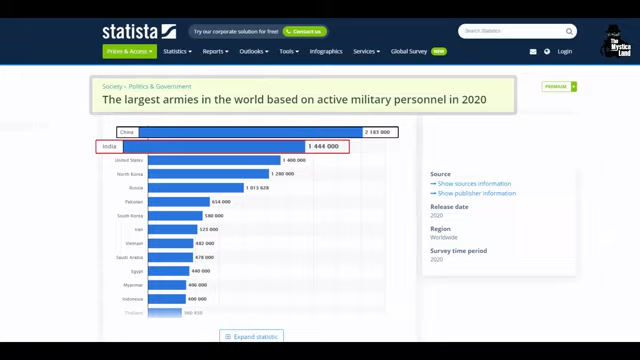 statista
Try our corporate solution for free!
Contact us
Search Statistics
The
Mystica
Land
Prices & Access
Statistics
Reports
Outlooks
Tools
Infographics
Services
Global Survey
NEW
Login
Society › Politics & Government
The largest armies in the world based on active military personnel in 2020
PREMIUM
China 2 183 000
India 1 444 000
United States 1 400 000
North Korea 1 280 000
Russia 1 013 628
Pakistan 654 000
South Korea 580 000
Iran 523 000
Vietnam 482 000
Saudi Arabia 478 000
Egypt 440 000
Myanmar 406 000
Indonesia 400 000
Thailand
Source
Show sources information
Show publisher information
Release date
2020
Region
Worldwide
Survey time period
2020
Expand statistic